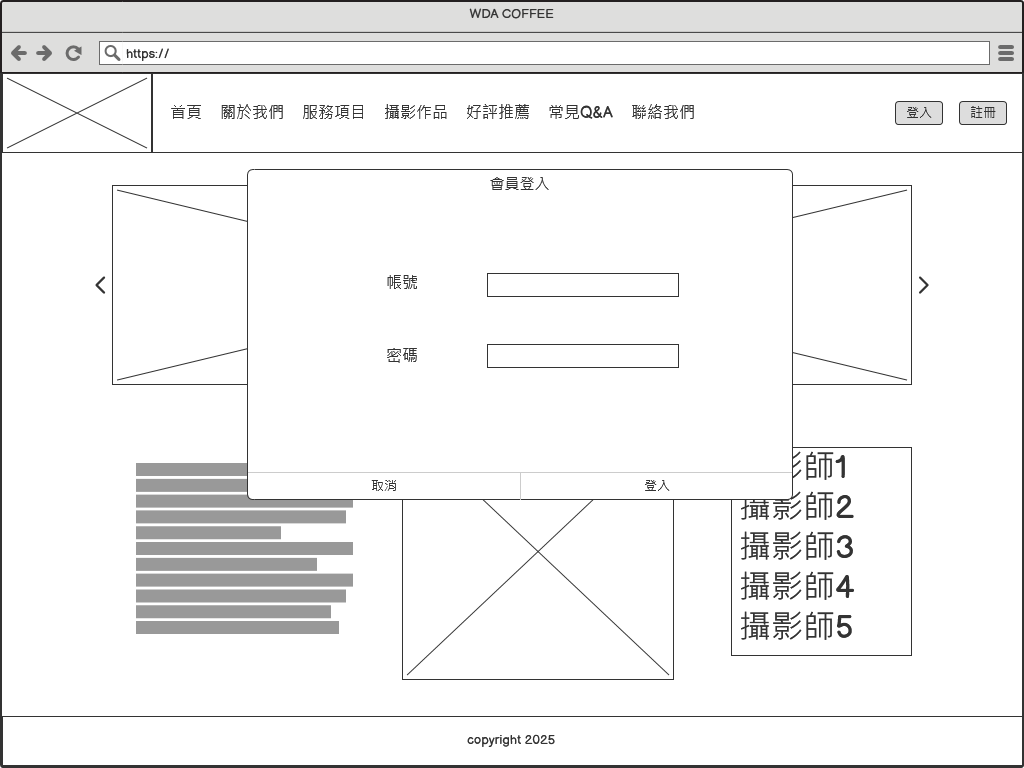 WDA COFFEE
https://
首頁 關於我們 服務項目 攝影作品 好評推薦 常見Q&A 聯絡我們 登入 註冊
會員登入
帳號
密碼
取消 登入
影師1
攝影師2
攝影師3
攝影師4
攝影師5
copyright 2025